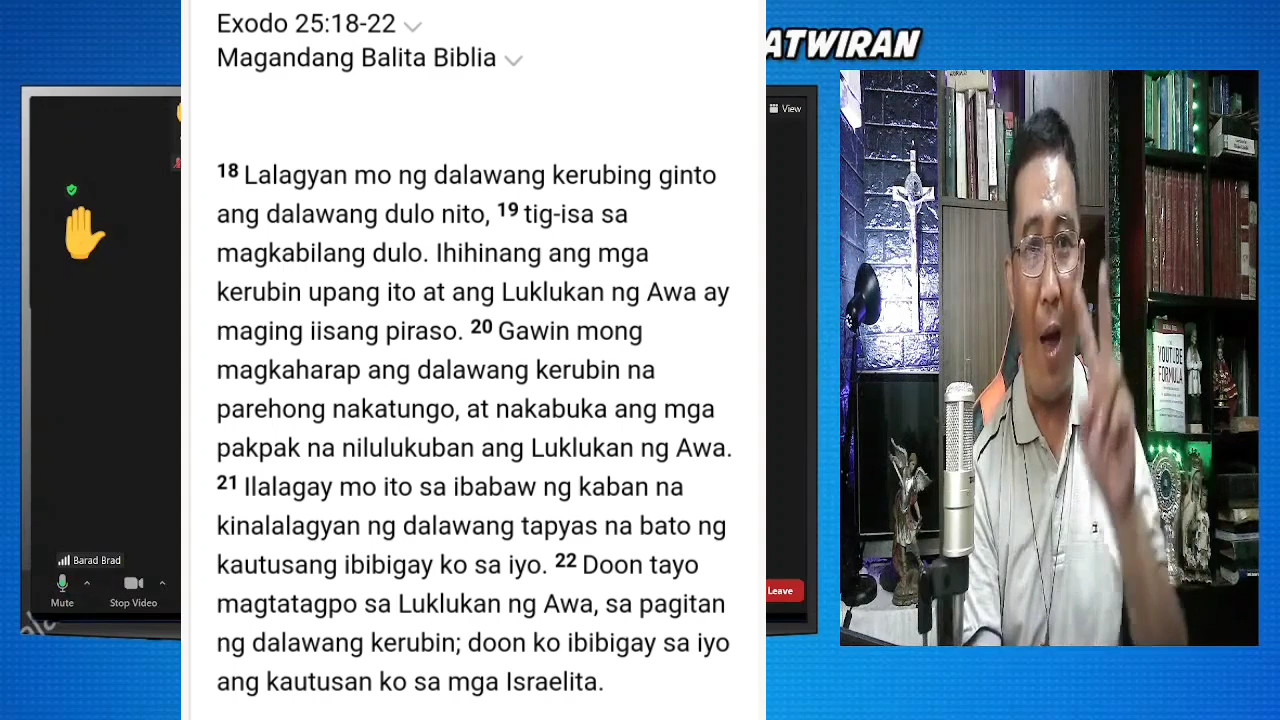 Exodo 25:18-22
Magandang Balita Biblia
ATWIRAN
View
18 Lalagyan mo ng dalawang kerubing ginto
ang dalawang dulo nito, 19 tig-isa sa
magkabilang dulo. Ihihinang ang mga
kerubin upang ito at ang Luklukan ng Awa ay
maging iisang piraso. 20 Gawin mong
magkaharap ang dalawang kerubin na
parehong nakatungo, at nakabuka ang mga
pakpak na nilulukuban ang Luklukan ng Awa.
21 Ilalagay mo ito sa ibabaw ng kaban na
kinalalagyan ng dalawang tapyas na bato ng
kautusang ibibigay ko sa iyo. 22 Doon tayo
magtatagpo sa Luklukan ng Awa, sa pagitan
ng dalawang kerubin; doon ko ibibigay sa iyo
ang kautusan ko sa mga Israelita.
Barad Brad
Mute
Stop Video
Leave
YOUTUBE
FORMULA